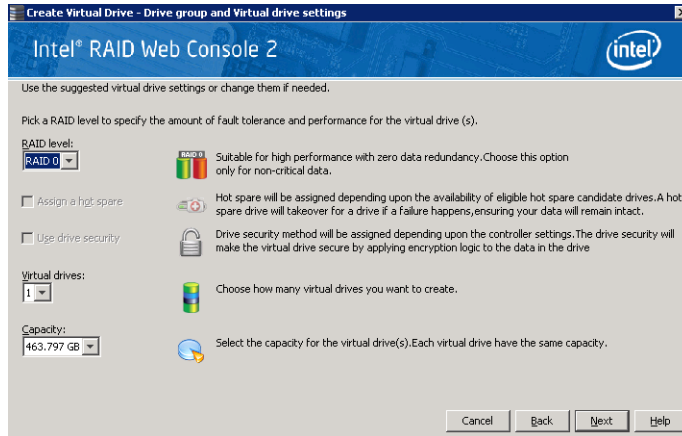 Create Virtual Drive - Drive group and Virtual drive settings
Intel® RAID Web Console 2
intel
Use the suggested virtual drive settings or change them if needed.
Pick a RAID level to specify the amount of fault tolerance and performance for the virtual drive (s).
RAID level:
RAID 0
RAID 0
Suitable for high performance with zero data redundancy.Choose this option
only for non-critical data.
Assign a hot spare
Hot spare will be assigned depending upon the availability of eligible hot spare candidate drives.A hot
spare drive will takeover for a drive if a failure happens,ensuring your data will remain intact.
Use drive security
Drive security method will be assigned depending upon the controller settings.The drive security will
make the virtual drive secure by applying encryption logic to the data in the drive
Virtual drives:
1
Choose how many virtual drives you want to create.
Capacity:
463.797 GB
Select the capacity for the virtual drive(s).Each virtual drive have the same capacity.
Cancel
Back
Next
Help